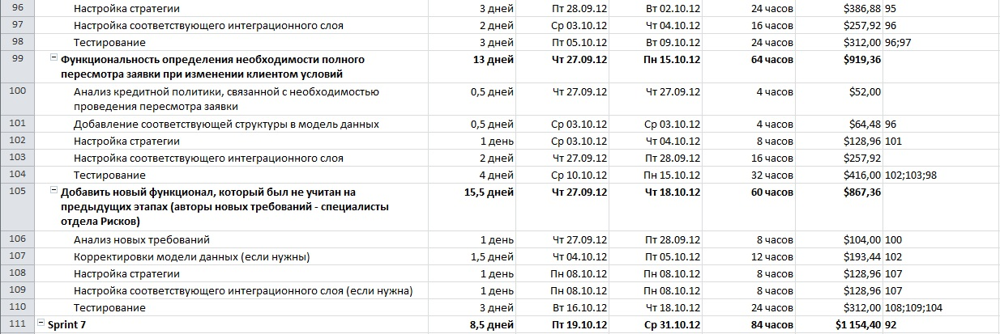 96 Настройка стратегии 3 дней Пт 28.09.12 Вт 02.10.12 24 часов $386,88 95
97 Настройка соответствующего интеграционного слоя 2 дней Ср 03.10.12 Чт 04.10.12 16 часов $257,92 96
98 Тестирование 3 дней Пт 05.10.12 Вт 09.10.12 24 часов $312,00 96;97
99 Функциональность определения необходимости полного 13 дней Чт 27.09.12 Пн 15.10.12 64 часов $919,36
пересмотра заявки при изменении клиентом условий
100 Анализ кредитной политики, связанной с необходимостью 0,5 дней Чт 27.09.12 Чт 27.09.12 4 часов $52,00
проведения пересмотра заявки
101 Добавление соответствующей структуры в модель данных 0,5 дней Ср 03.10.12 Ср 03.10.12 4 часов $64,48 96
102 Настройка стратегии 1 день Ср 03.10.12 Чт 04.10.12 8 часов $128,96 101
103 Настройка соответствующего интеграционного слоя 2 дней Чт 27.09.12 Пт 28.09.12 16 часов $257,92
104 Тестирование 4 дней Ср 10.10.12 Пн 15.10.12 32 часов $416,00 102;103;98
105 Добавить новый функционал, который был не учитан на 15,5 дней Чт 27.09.12 Чт 18.10.12 60 часов $867,36
предыдущих этапах (авторы новых требований - специалисты
отдела Рисков)
106 Анализ новых требований 1 день Чт 27.09.12 Пт 28.09.12 8 часов $104,00 100
107 Корректировки модели данных (если нужны) 1,5 дней Чт 04.10.12 Пт 05.10.12 12 часов $193,44 102
108 Настройка стратегии 1 день Пн 08.10.12 Пн 08.10.12 8 часов $128,96 107
109 Настройка соответствующего интеграционного слоя (если нужна) 1 день Пн 08.10.12 Пн 08.10.12 8 часов $128,96 107
110 Тестирование 3 дней Вт 16.10.12 Чт 18.10.12 24 часов $312,00 108;109;104
111 Sprint 7 8,5 дней Пт 19.10.12 Ср 31.10.12 84 часов $1 154,40 92